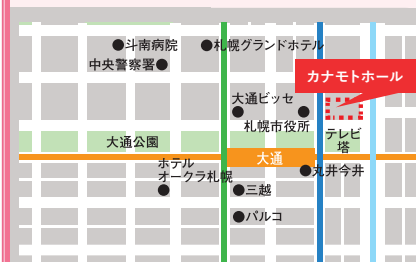 斗南病院
札幌グランドホテル
中央警察署
カナモトホール
大通ビッセ
札幌市役所
テレビ
塔
大通公園
大通
ホテル
オークラ札幌
丸井今井
三越
パルコ